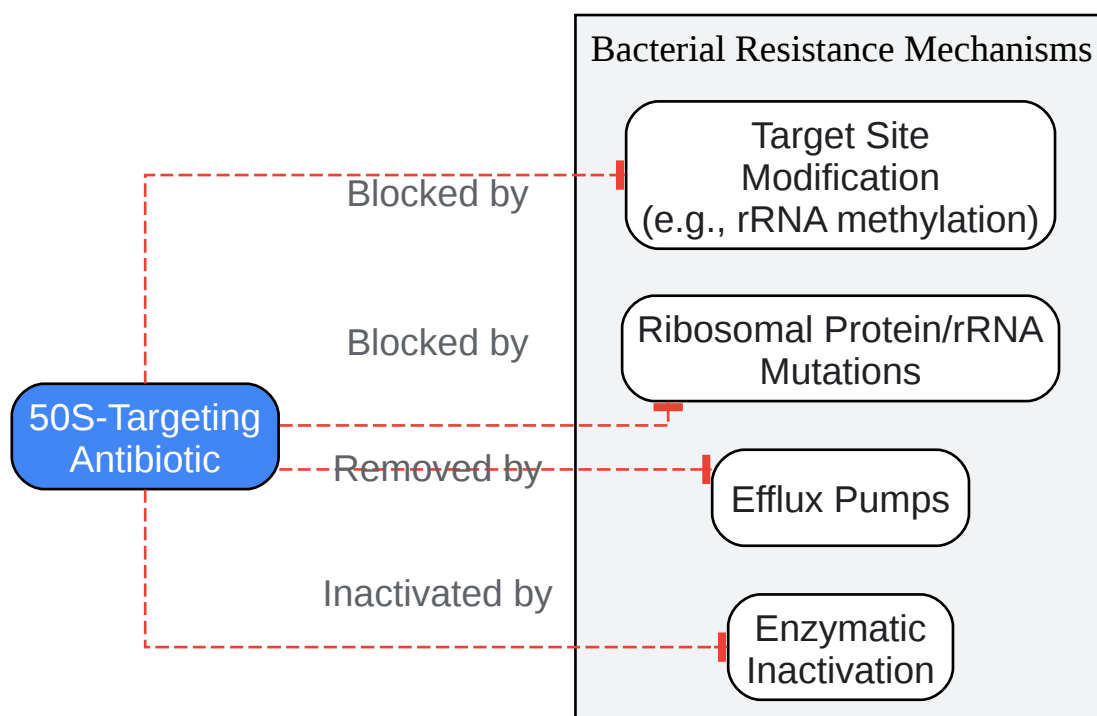 Bacterial Resistance Mechanisms
Target Site
Modification
(e.g., rRNA methylation)
Blocked by
Ribosomal Protein/rRNA
Mutations
Blocked by
50S-Targeting
Antibiotic
Removed by
Efflux Pumps
Inactivated by
Enzymatic
Inactivation